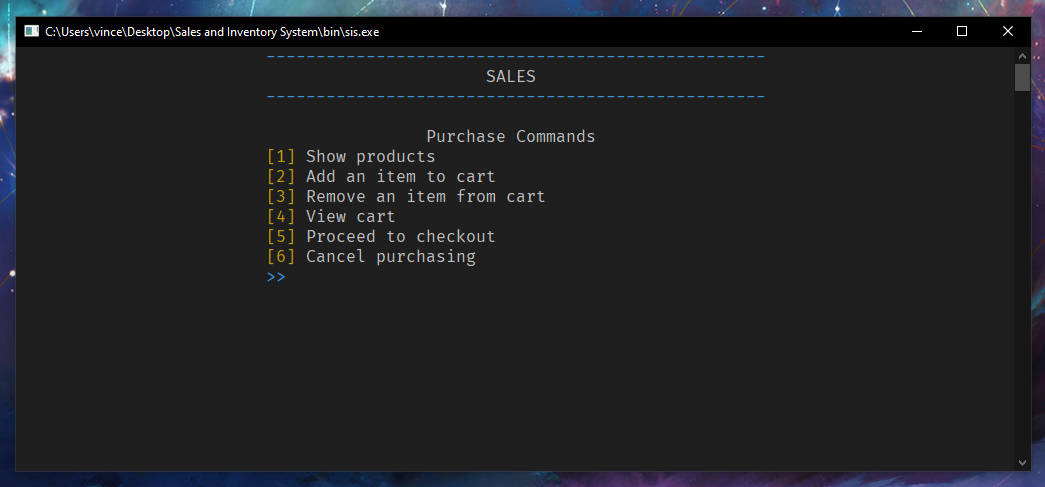 C:\Users\vince\Desktop\Sales and Inventory System\bin\sis.exe
--------------------------------------------------
SALES
--------------------------------------------------
Purchase Commands
[1] Show products
[2] Add an item to cart
[3] Remove an item from cart
[4] View cart
[5] Proceed to checkout
[6] Cancel purchasing
>>